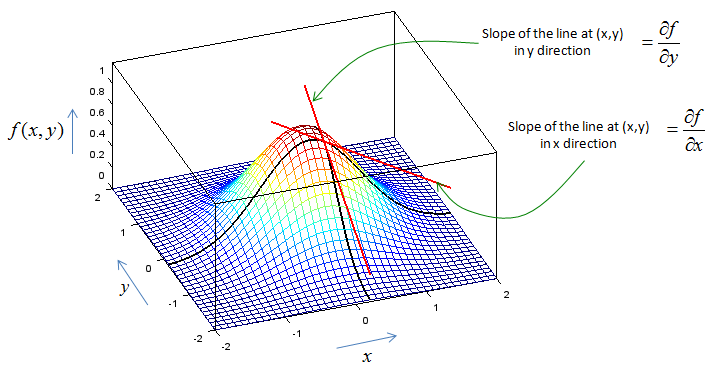 Slope of the line at (x,y)
in y direction
= ∂f/∂y
Slope of the line at (x,y)
in x direction
= ∂f/∂x
f(x, y)
1
0.8
0.6
0.4
0.2
0
2
1
0
-1
-2
y
-2
-1
0
1
2
x